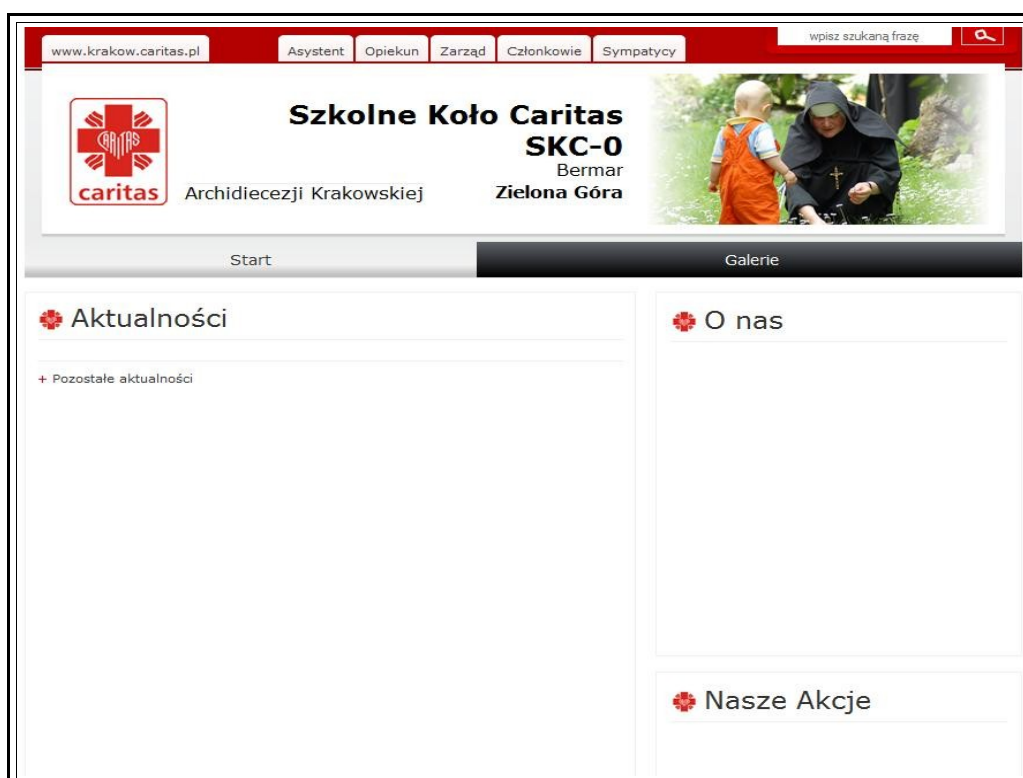 www.krakow.caritas.pl
Asystent
Opiekun
Zarząd
Członkowie
Sympatycy
wpisz szukaną frazę
CARITAS
caritas
Archidiecezji Krakowskiej
Szkolne Koło Caritas
SKC-0
Bermar
Zielona Góra
Start
Galerie
Aktualności
+ Pozostałe aktualności
O nas
Nasze Akcje